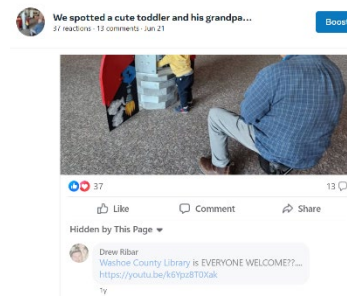 We spotted a cute toddler and his grandpa...
37 reactions · 13 comments · Jun 21
Boost
37
13
Like
Comment
Share
Hidden by This Page
Drew Ribar
Washoe County Library is EVERYONE WELCOME??....
https://youtu.be/k6Ypz8T0Xak
1y